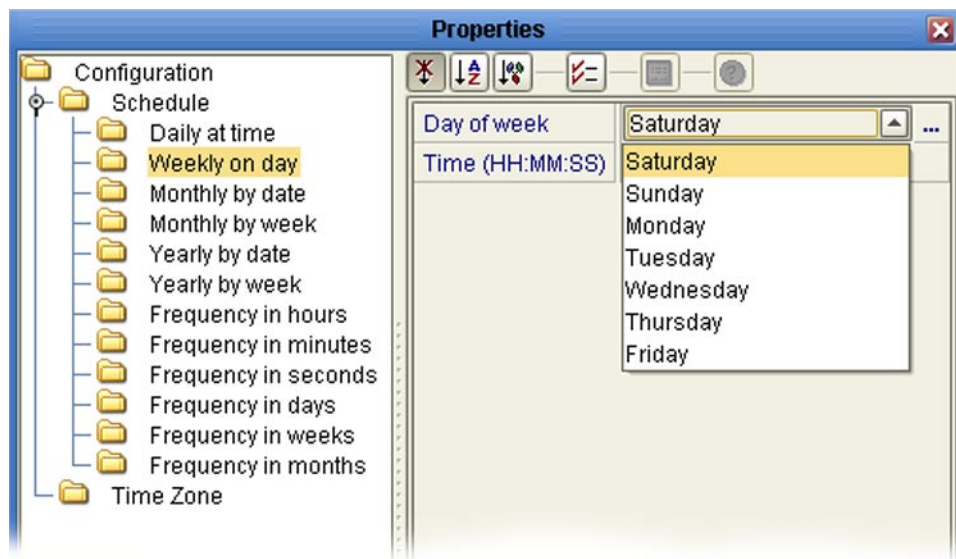 Properties
Configuration
Schedule
Daily at time
Weekly on day
Monthly by date
Monthly by week
Yearly by date
Yearly by week
Frequency in hours
Frequency in minutes
Frequency in seconds
Frequency in days
Frequency in weeks
Frequency in months
Time Zone
Day of week Saturday ...
Time (HH:MM:SS)
Saturday
Sunday
Monday
Tuesday
Wednesday
Thursday
Friday